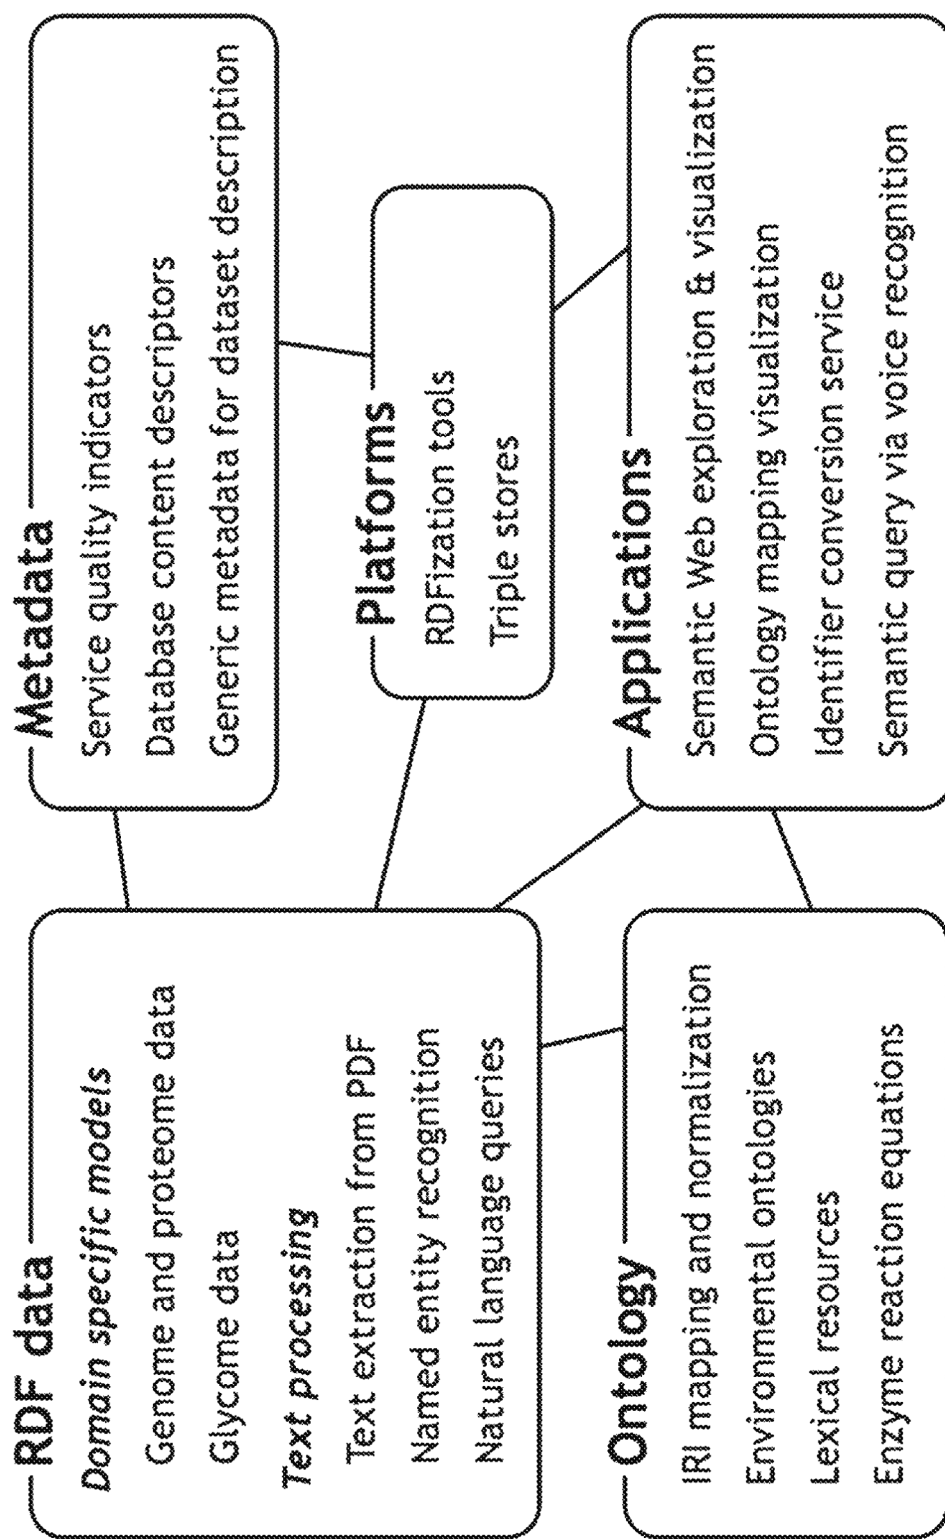 RDF data
Domain specific models
Genome and proteome data
Glycome data
Text processing
Text extraction from PDF
Named entity recognition
Natural language queries
Metadata
Service quality indicators
Database content descriptors
Generic metadata for dataset description
Platforms
RDFization tools
Triple stores
Ontology
IRI mapping and normalization
Environmental ontologies
Lexical resources
Enzyme reaction equations
Applications
Semantic Web exploration & visualization
Ontology mapping visualization
Identifier conversion service
Semantic query via voice recognition